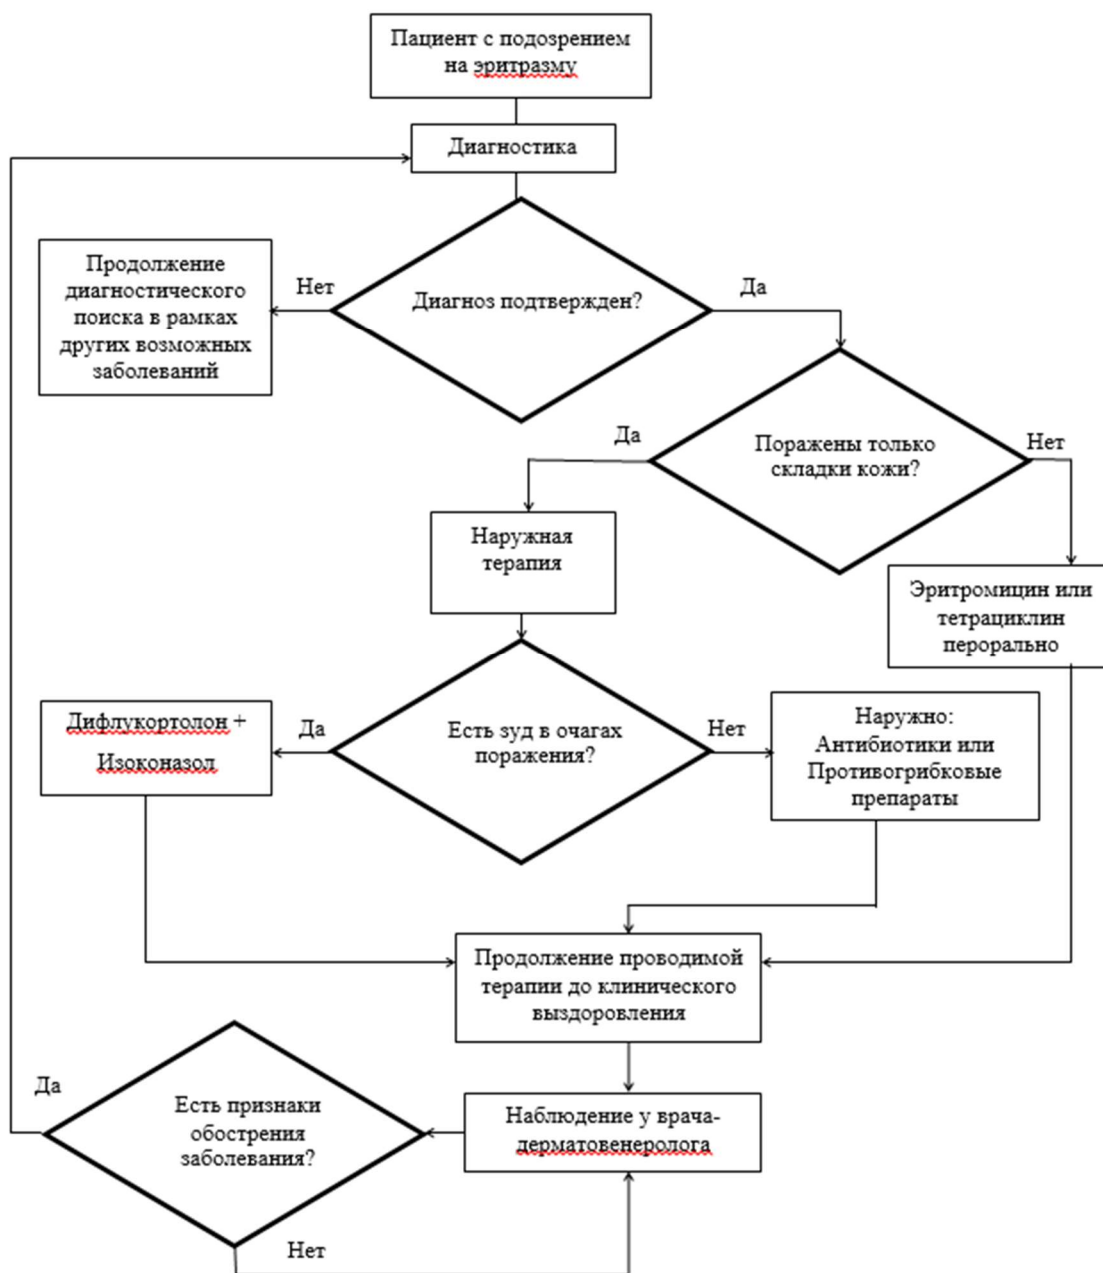 Пациент с подозрением
на эритразму
Диагностика
Продолжение
диагностического
поиска в рамках
других возможных
заболеваний
Нет
Диагноз подтвержден?
Да
Да
Поражены только
складки кожи?
Нет
Наружная
терапия
Эритромицин или
тетрациклин
перорально
Дифлукортолон +
Изоконазол
Да
Есть зуд в очагах
поражения?
Нет
Наружно:
Антибиотики или
Противогрибковые
препараты
Продолжение проводимой
терапии до клинического
выздоровления
Да
Есть признаки
обострения
заболевания?
Наблюдение у врача-
дерматовенеролога
Нет